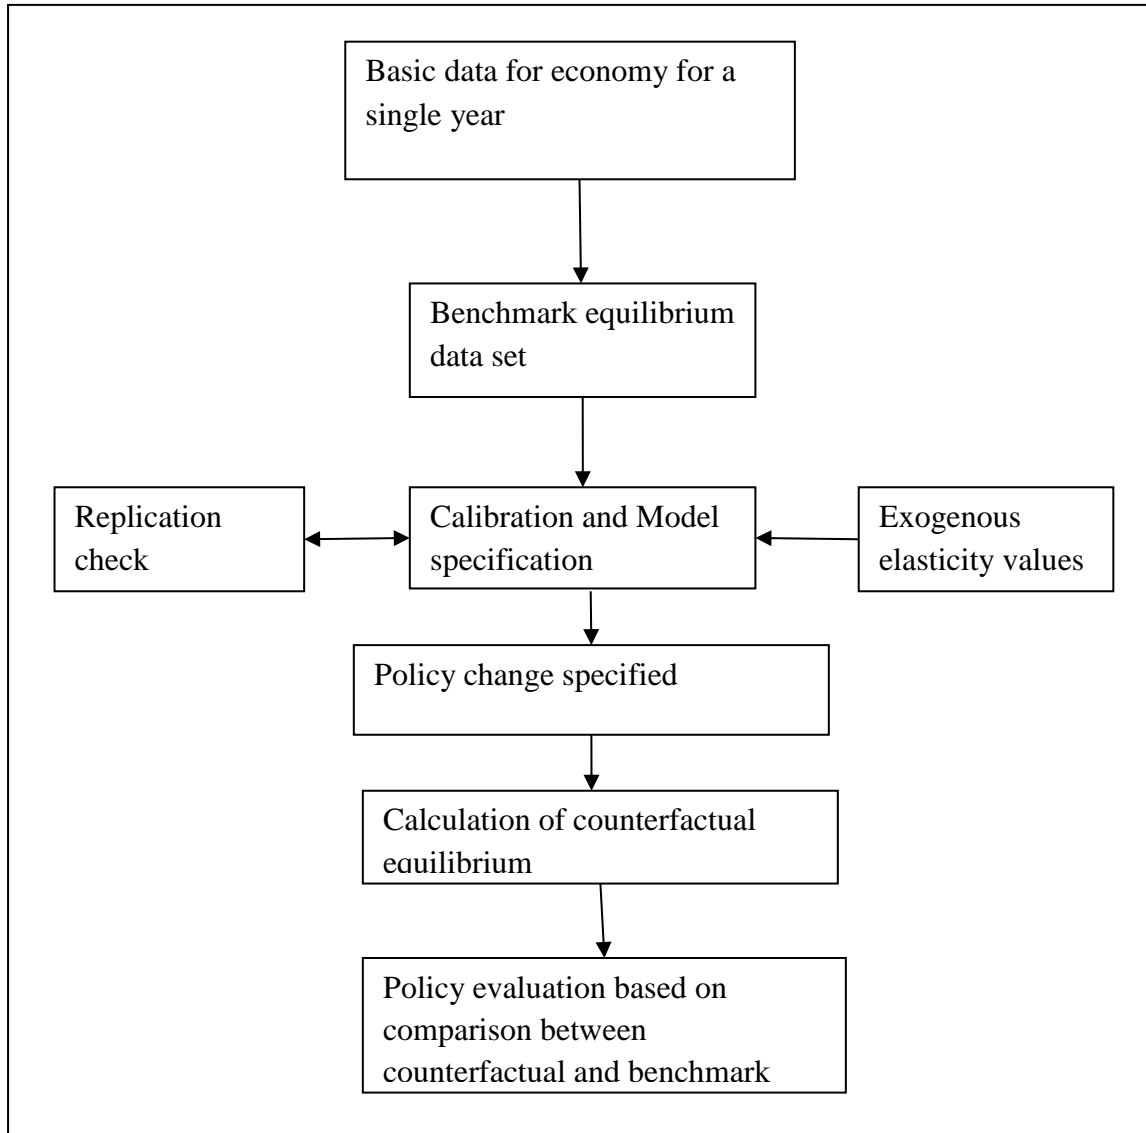 Basic data for economy for a
single year
Benchmark equilibrium
data set
Replication
check
Calibration and Model
specification
Exogenous
elasticity values
Policy change specified
Calculation of counterfactual
equilibrium
Policy evaluation based on
comparison between
counterfactual and benchmark